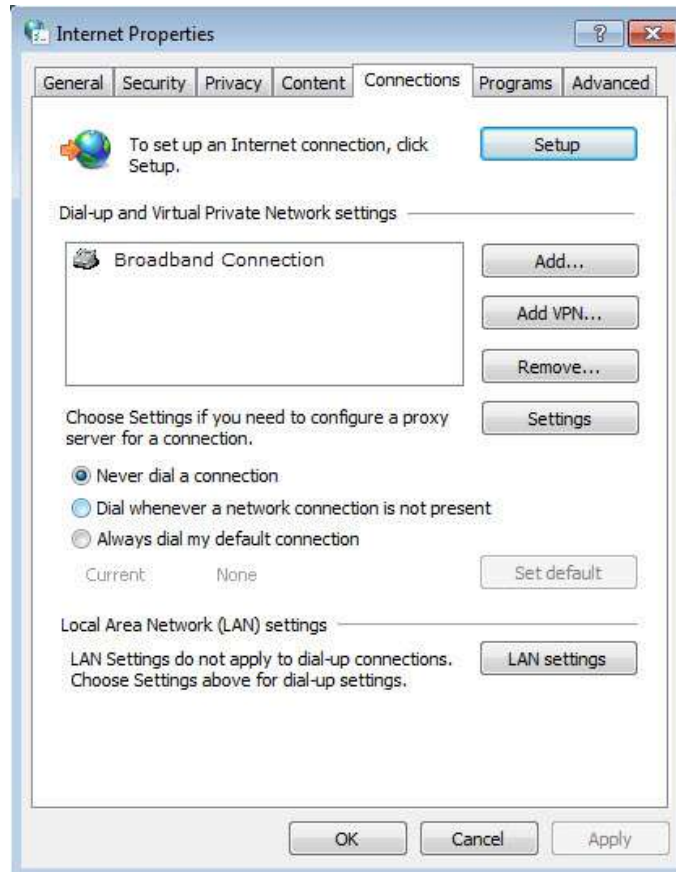 Internet Properties
General Security Privacy Content Connections Programs Advanced
To set up an Internet connection, click
Setup.
Setup
Dial-up and Virtual Private Network settings
Broadband Connection
Add...
Add VPN...
Remove...
Choose Settings if you need to configure a proxy
server for a connection.
Settings
Never dial a connection
Dial whenever a network connection is not present
Always dial my default connection
Current None
Set default
Local Area Network (LAN) settings
LAN Settings do not apply to dial-up connections.
Choose Settings above for dial-up settings.
LAN settings
OK Cancel Apply